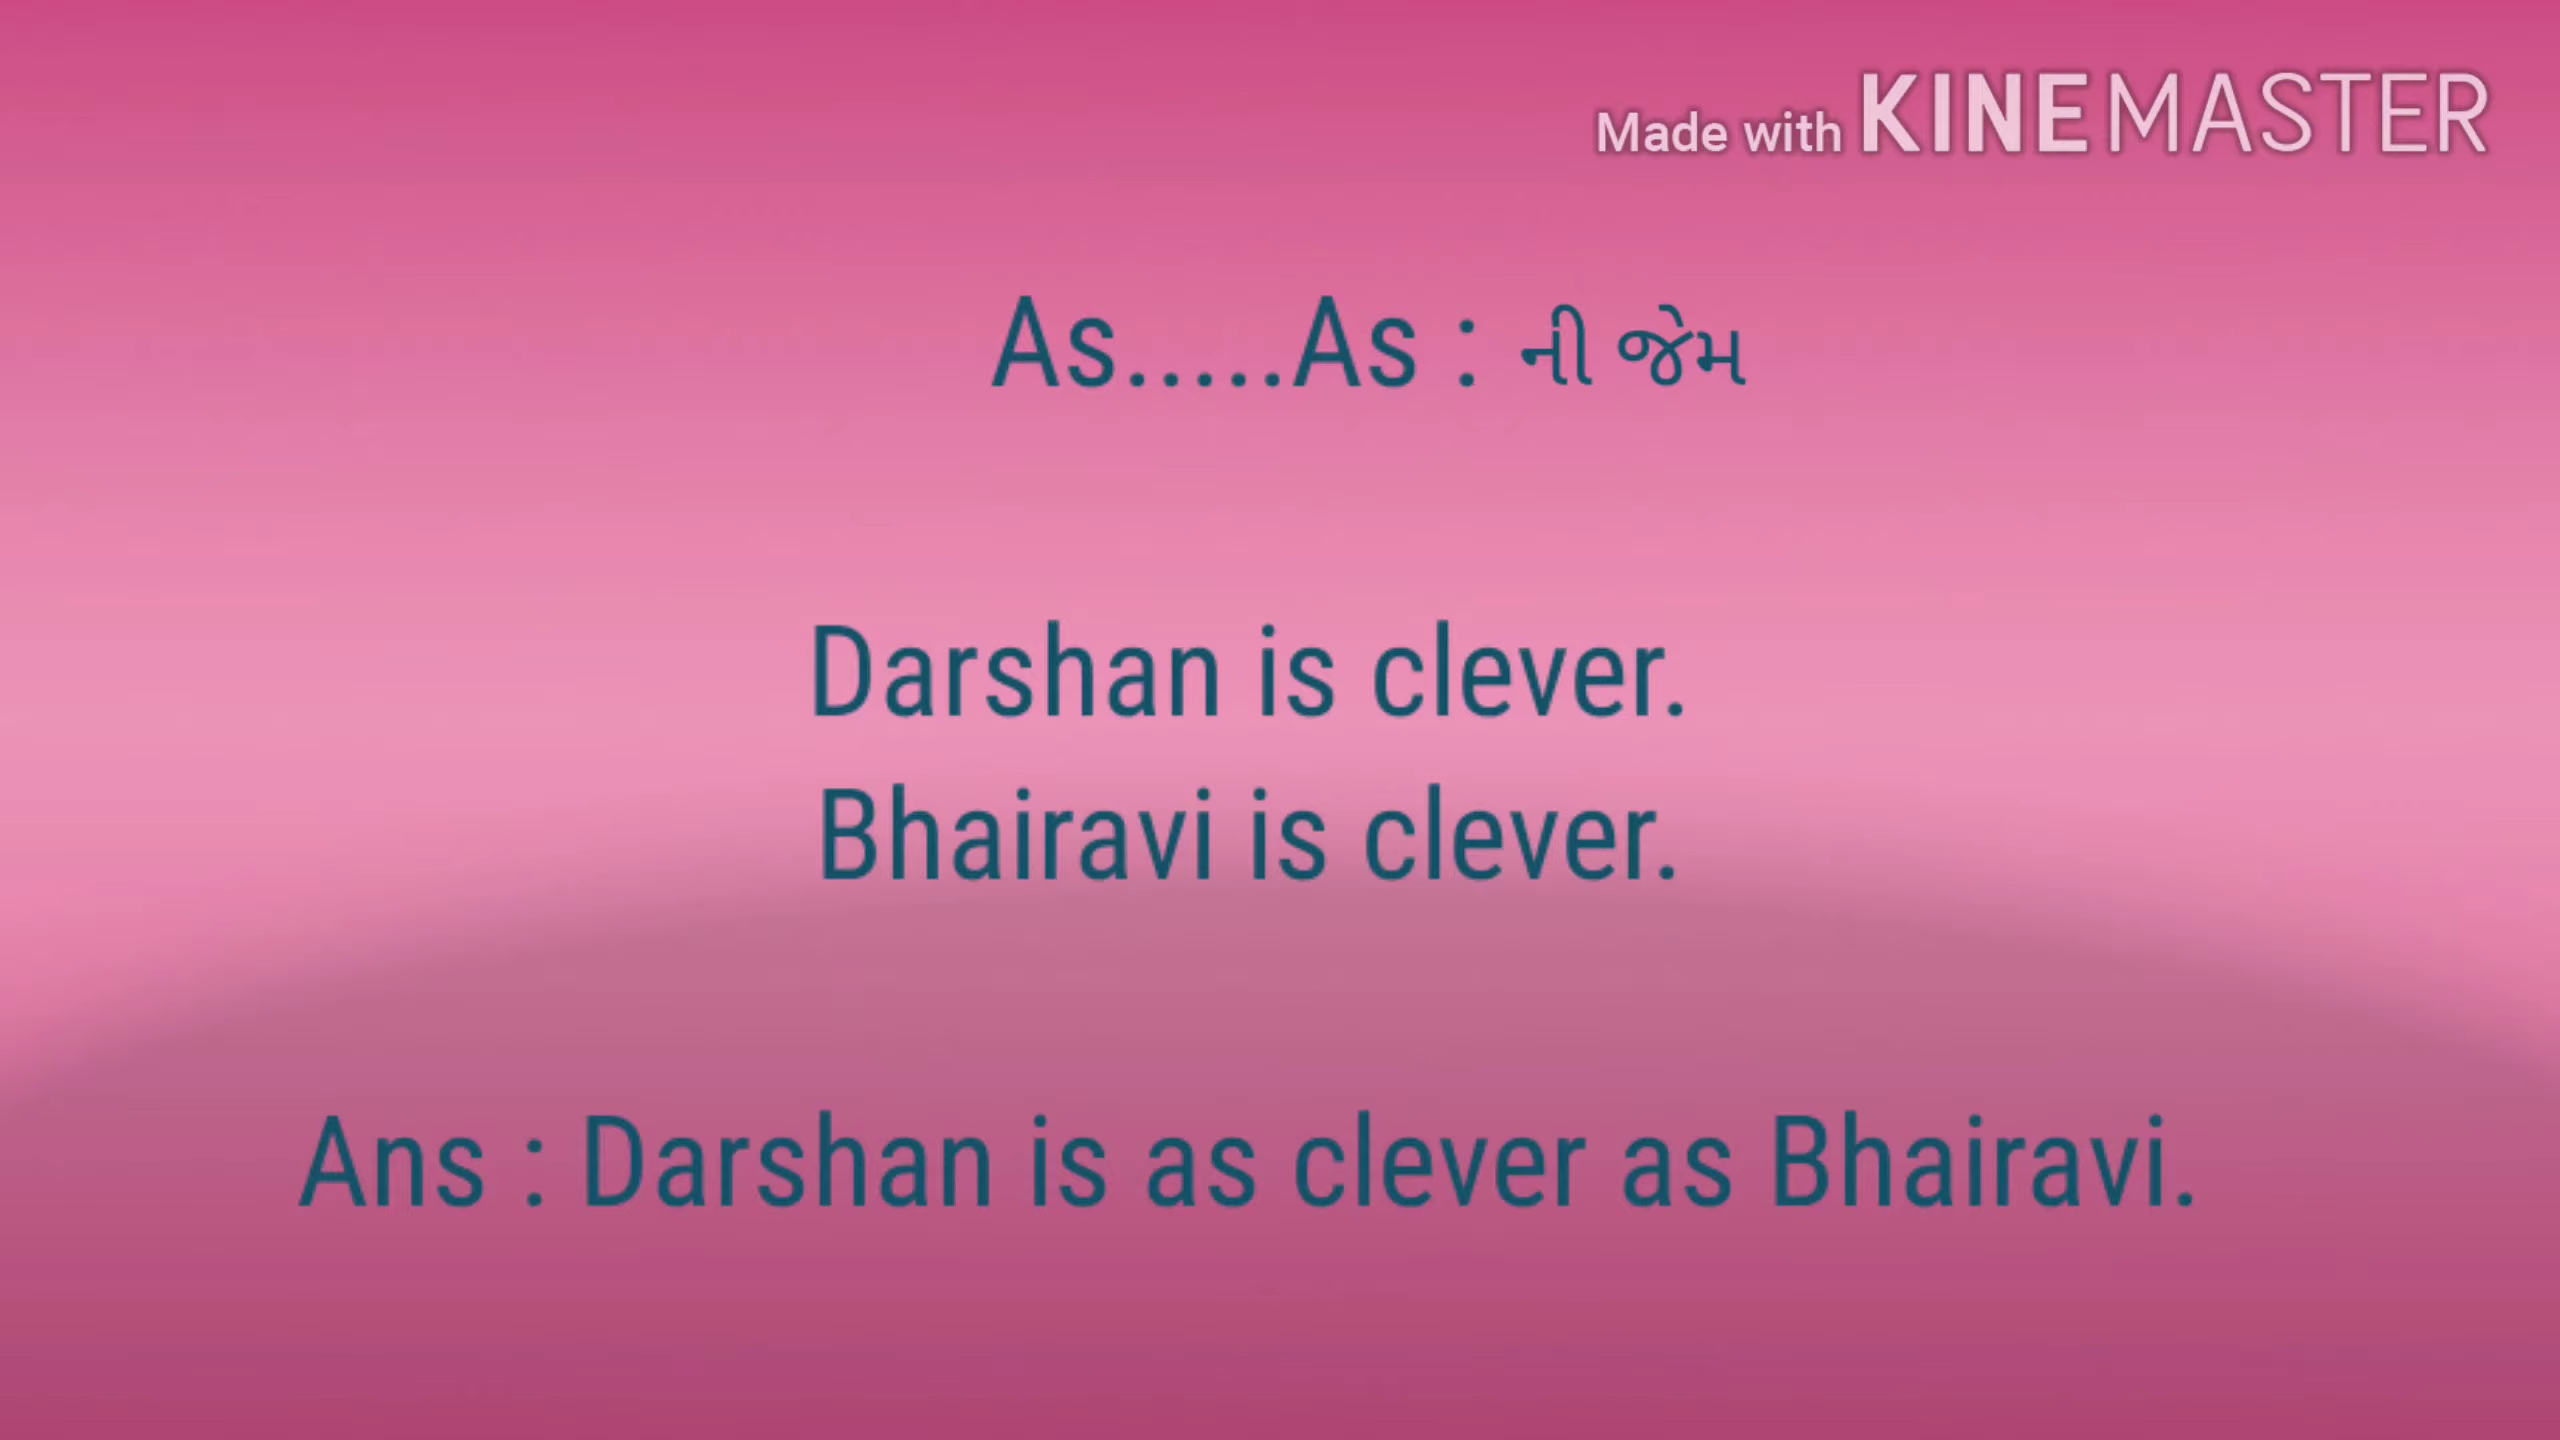 Made with KINEMASTER
As.....As : ની જેમ
Darshan is clever.
Bhairavi is clever.
Ans : Darshan is as clever as Bhairavi.